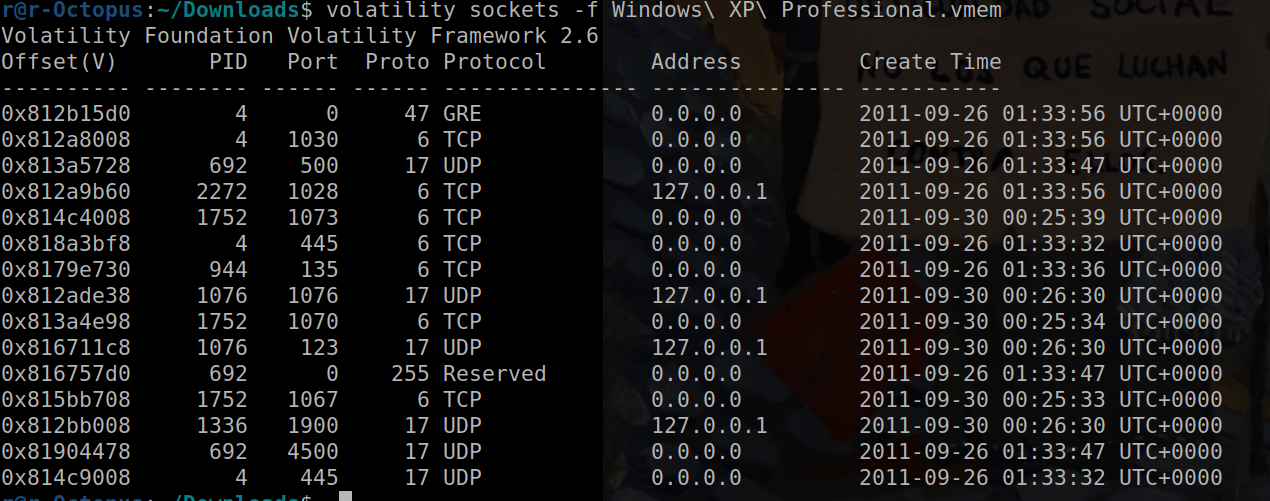 r@r-Octopus:~/Downloads$ volatility sockets -f Windows\ XP\ Professional.vmem
Volatility Foundation Volatility Framework 2.6
Offset(V)       PID   Port  Proto Protocol        Address         Create Time
---------- -------- ------ ------ --------------- --------------- -----------
0x812b15d0        4      0     47 GRE             0.0.0.0         2011-09-26 01:33:56 UTC+0000
0x812a8008        4   1030      6 TCP             0.0.0.0         2011-09-26 01:33:56 UTC+0000
0x813a5728      692    500     17 UDP             0.0.0.0         2011-09-26 01:33:47 UTC+0000
0x812a9b60     2272   1028      6 TCP             127.0.0.1       2011-09-26 01:33:56 UTC+0000
0x814c4008     1752   1073      6 TCP             0.0.0.0         2011-09-30 00:25:39 UTC+0000
0x818a3bf8        4    445      6 TCP             0.0.0.0         2011-09-26 01:33:32 UTC+0000
0x8179e730      944    135      6 TCP             0.0.0.0         2011-09-26 01:33:36 UTC+0000
0x812ade38     1076   1076     17 UDP             127.0.0.1       2011-09-30 00:26:30 UTC+0000
0x813a4e98     1752   1070      6 TCP             0.0.0.0         2011-09-30 00:25:34 UTC+0000
0x816711c8     1076    123     17 UDP             127.0.0.1       2011-09-30 00:26:30 UTC+0000
0x816757d0      692      0    255 Reserved        0.0.0.0         2011-09-26 01:33:47 UTC+0000
0x815bb708     1752   1067      6 TCP             0.0.0.0         2011-09-30 00:25:33 UTC+0000
0x812bb008     1336   1900     17 UDP             127.0.0.1       2011-09-30 00:26:30 UTC+0000
0x81904478      692   4500     17 UDP             0.0.0.0         2011-09-26 01:33:47 UTC+0000
0x814c9008        4    445     17 UDP             0.0.0.0         2011-09-26 01:33:32 UTC+0000
r@r-Octopus:~/Downloads$
SOCIAL
QUE LUCHAN